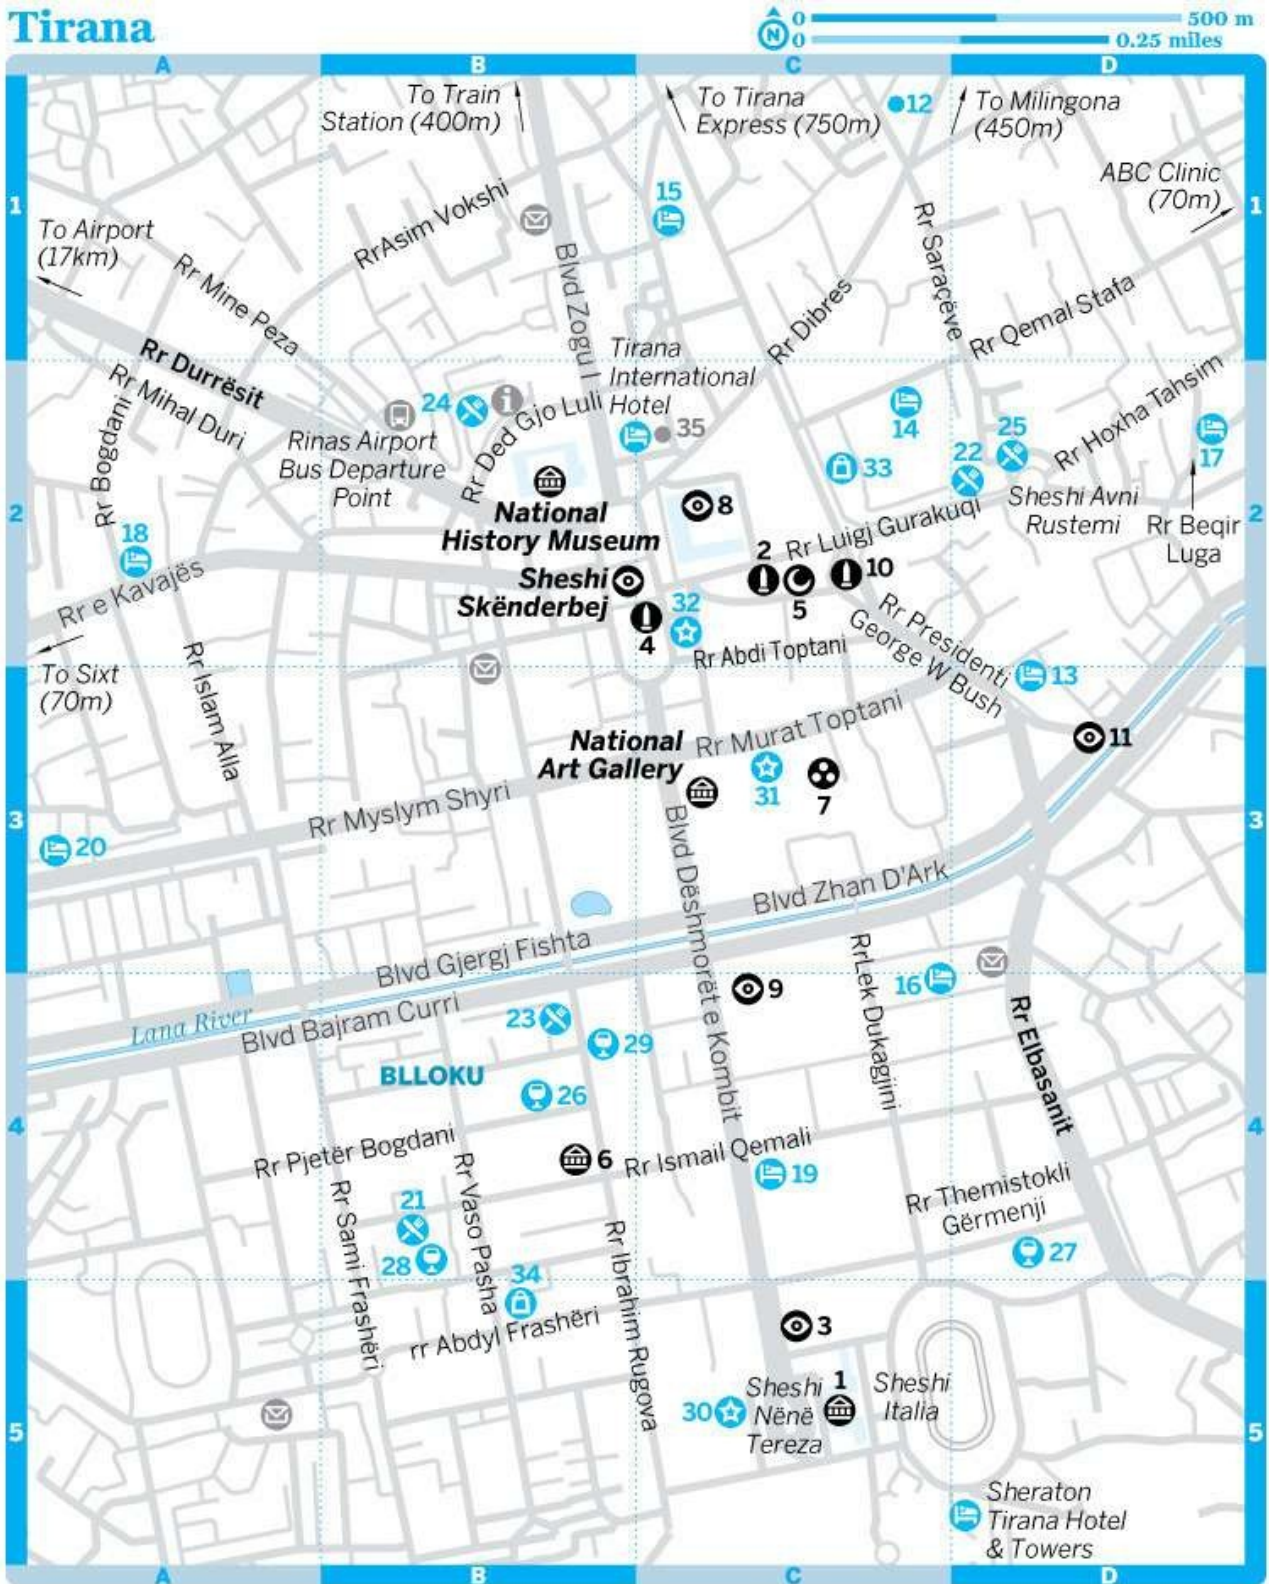 Tirana
0 500 m
N
0 0.25 miles
A B C D
To Train
Station (400m)
To Tirana
Express (750m)
12
To Milingona
(450m)
ABC Clinic
(70m)
1 1
15
To Airport
(17km)
RrAsim Vokshi
Rr Mine Peza
Blvd Zogu I
Rr Saraçëve
Rr Dibres
Rr Qemal Stafa
Rr Durrësit
Rr Mihal Duri
Rr Bogdani
Tirana
International
Hotel
24
i
Rr Ded Gjo Luli
35
14
25
Rr Hoxha Tahsim
17
Rinas Airport
Bus Departure
Point
33
22
Sheshi Avni
Rustemi
Rr Beqir
Luga
2 2
National
History Museum
8
Rr Luigj Gurakuqi
18
Rr e Kavajës
Sheshi
Skënderbej
2
10
5
32
4
Rr Abdi Toptani
Rr Presidenti
George W Bush
To Sixt
(70m)
Rr Islam Alla
13
11
National
Art Gallery
Rr Murat Toptani
31
7
Rr Myslym Shyri
3 3
20
Blvd Dëshmorët e Kombit
Blvd Zhan D'Ark
Blvd Gjergj Fishta
RrLek Dukagjini
16
9
Lana River
Blvd Bajram Curri
23
29
Rr Elbasanit
BLLOKU
26
4 4
Rr Pjetër Bogdani
6
Rr Ismail Qemali
19
Rr Themistokli
Gërmenji
21
Rr Sami Frashëri
Rr Vaso Pasha
Rr Ibrahim Rugova
28
27
34
rr Abdyl Frashëri
3
Sheshi
Nënë
Tereza
1
Sheshi
Italia
30
5 5
Sheraton
Tirana Hotel
& Towers
A B C D